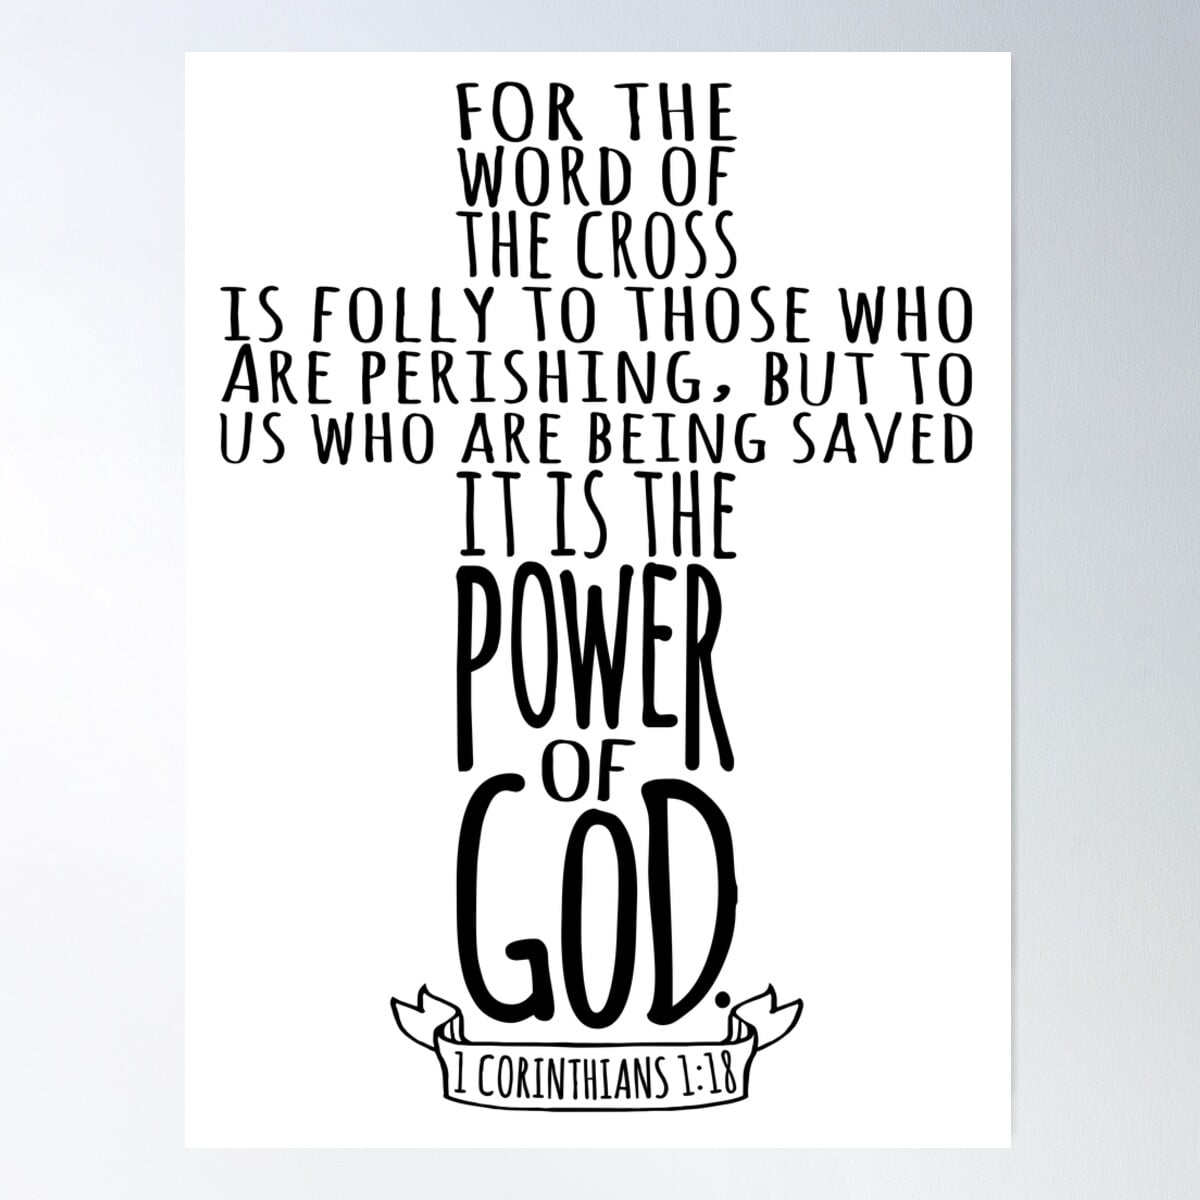 FOR THE
WORD OF
THE CROSS
IS FOLLY TO THOSE WHO
ARE PERISHING, BUT TO
US WHO ARE BEING SAVED
IT IS THE
POWER
OF
GOD.
1 CORINTHIANS 1:18